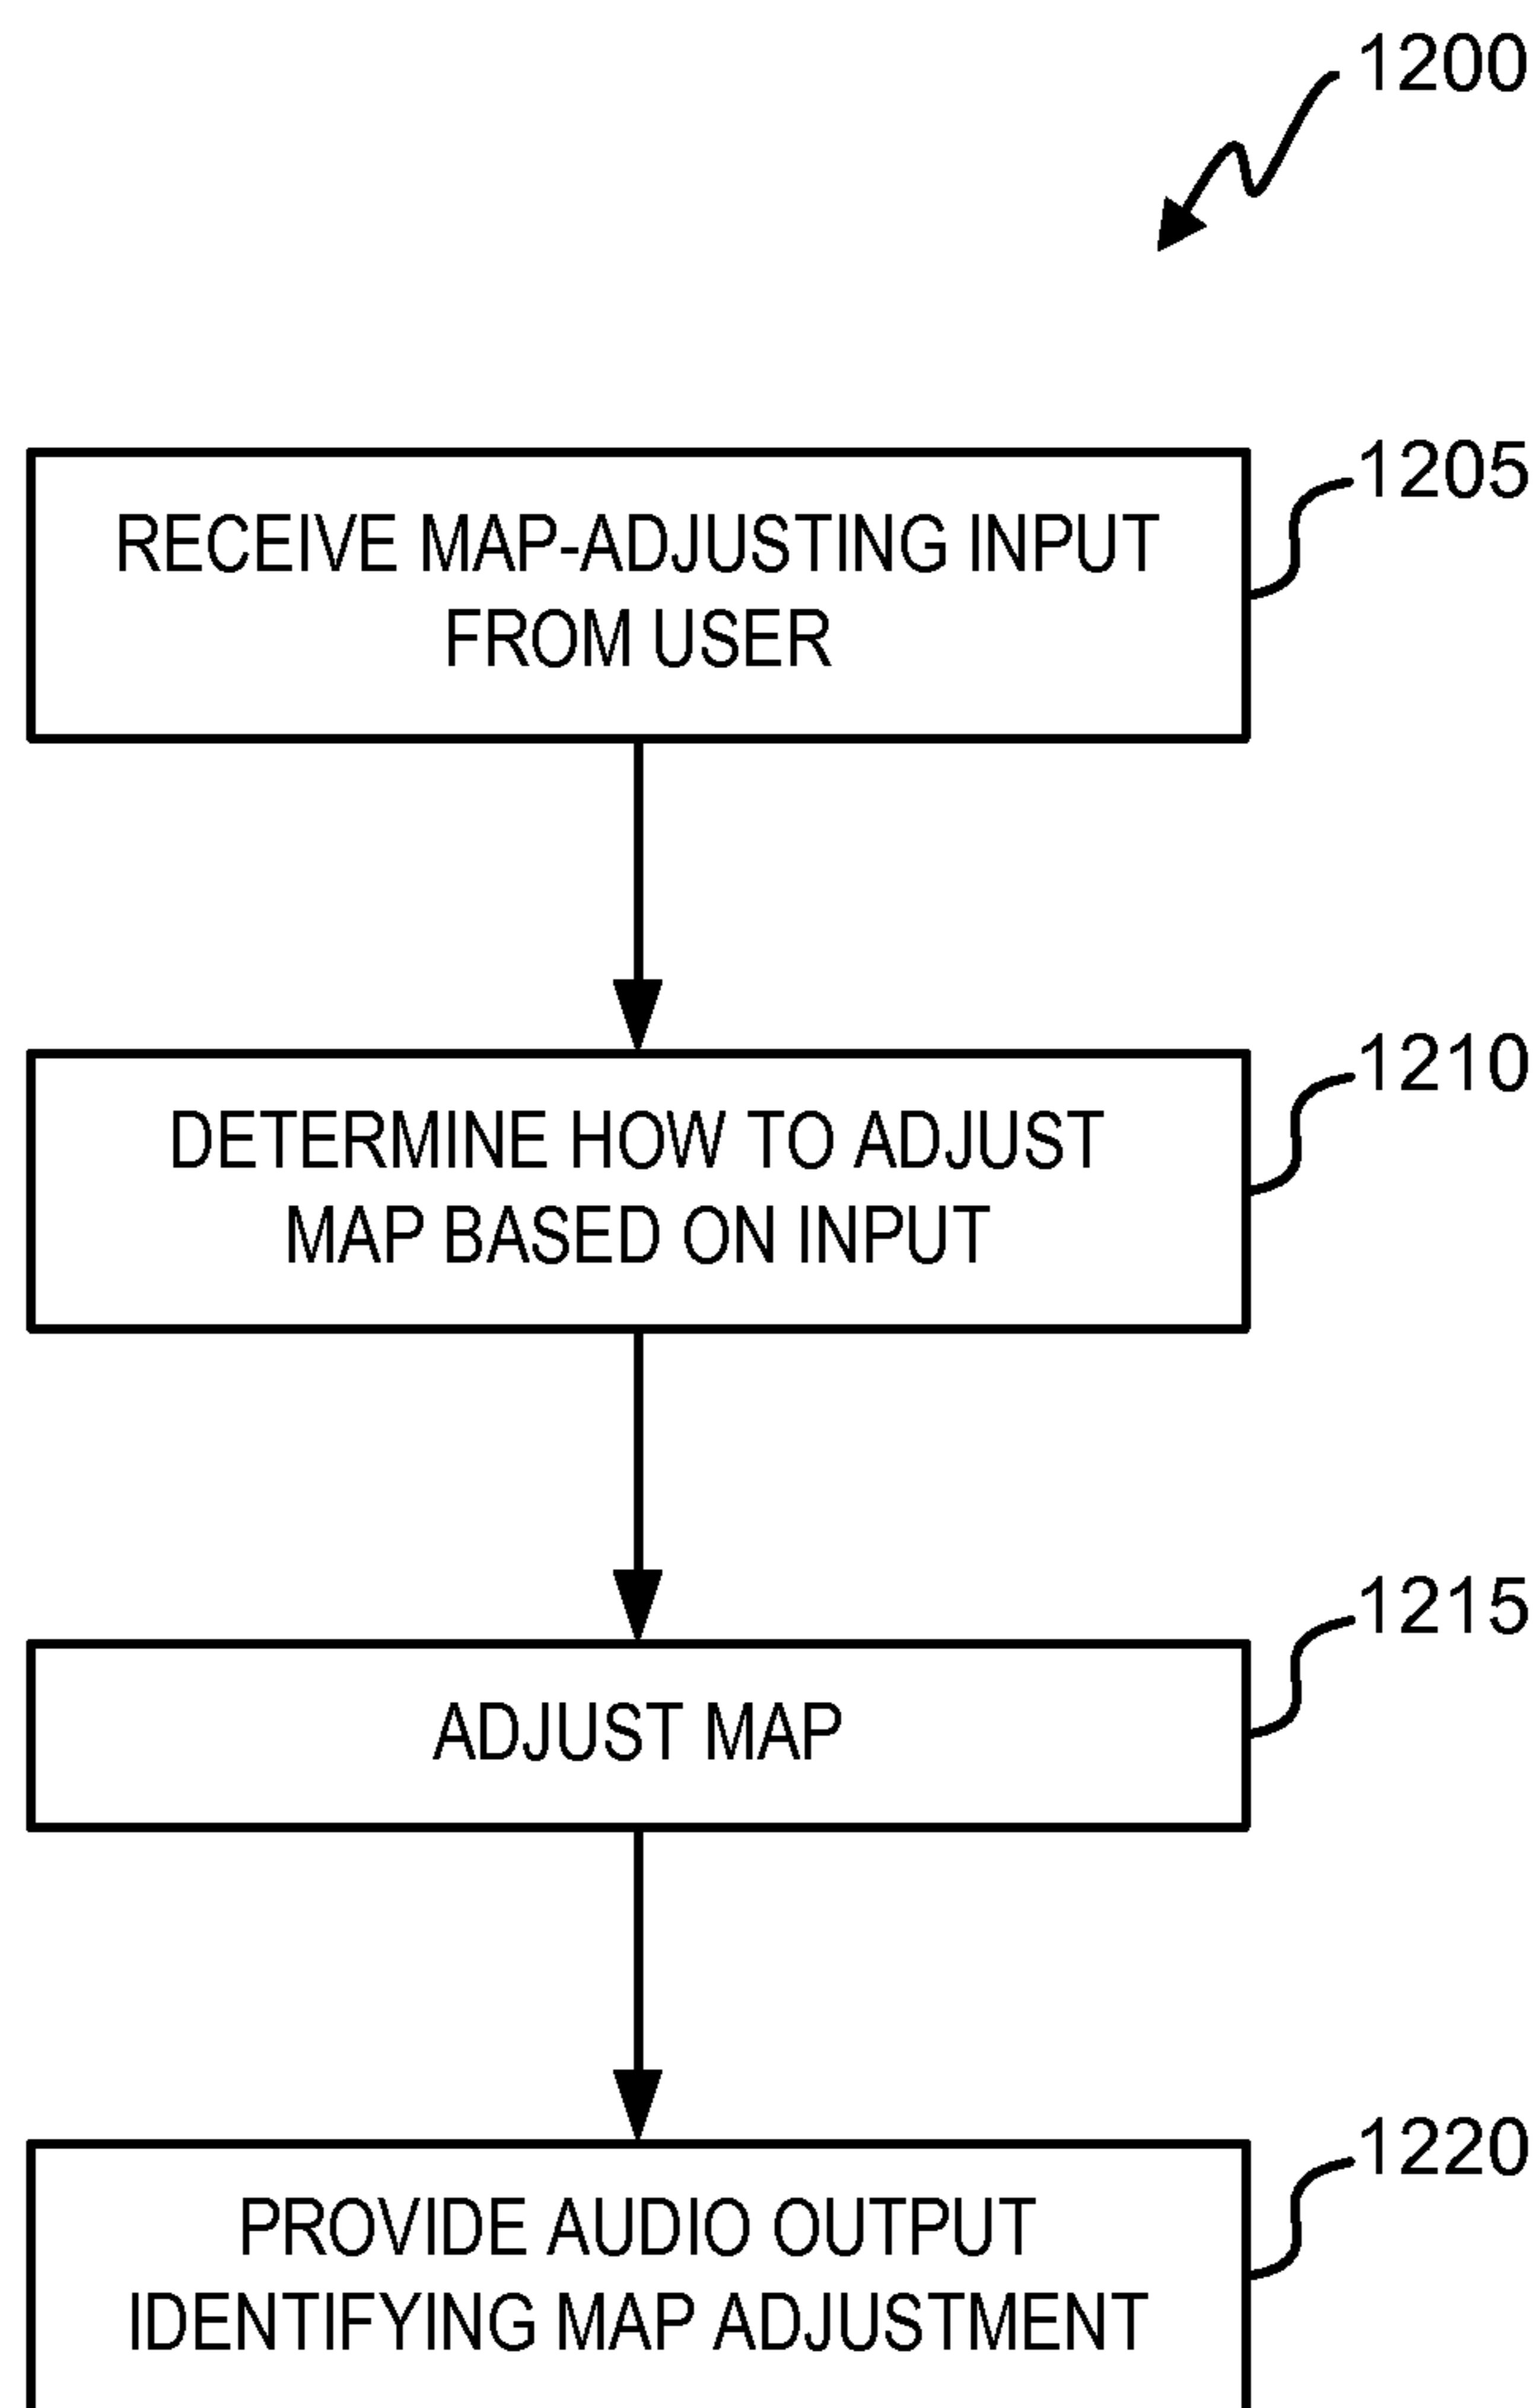 1200
1205
RECEIVE MAP-ADJUSTING INPUT
FROM USER
1210
DETERMINE HOW TO ADJUST
MAP BASED ON INPUT
1215
ADJUST MAP
1220
PROVIDE AUDIO OUTPUT
IDENTIFYING MAP ADJUSTMENT